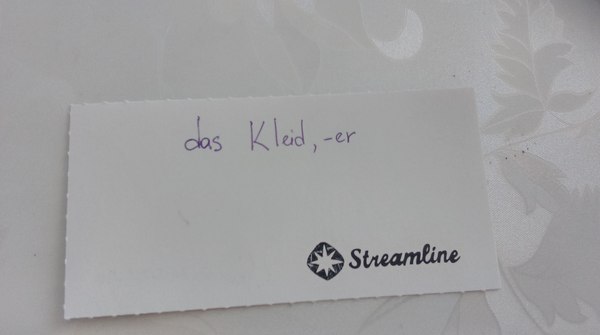 das Kleid, -er
Streamline